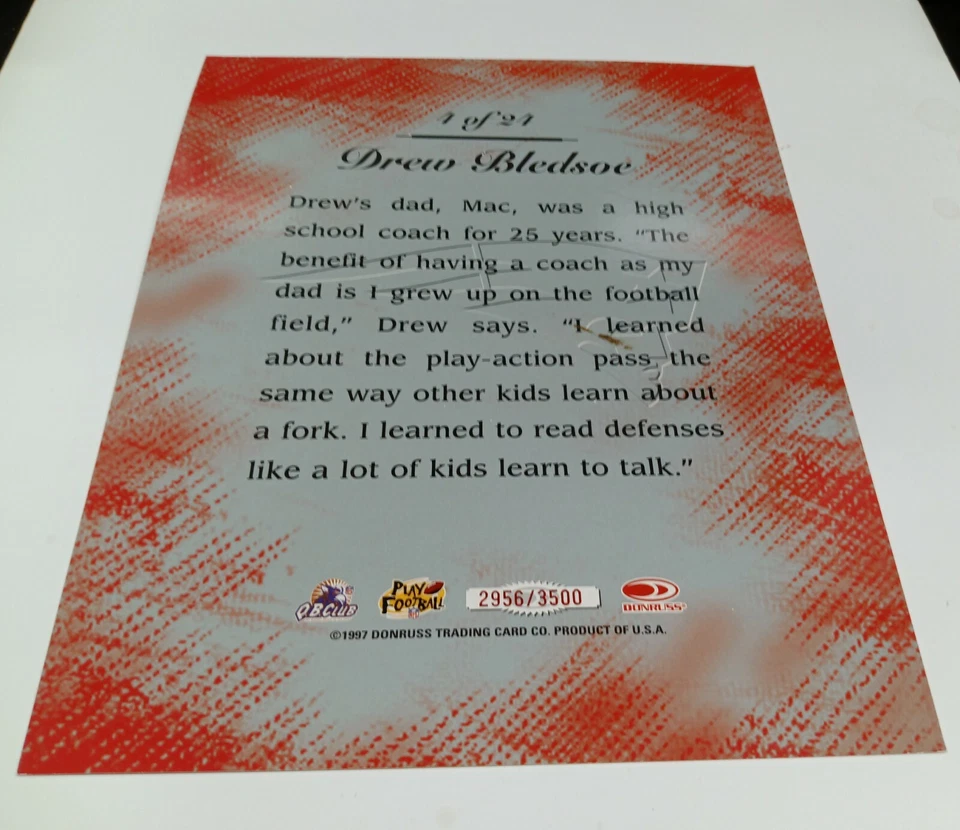 4 of 24
Drew Bledsoe
Drew's dad, Mac, was a high
school coach for 25 years. "The
benefit of having a coach as my
dad is I grew up on the football
field," Drew says. "I learned
about the play-action pass the
same way other kids learn about
a fork. I learned to read defenses
like a lot of kids learn to talk."
QB CLUB
PLAY
FOOTBALL
2956/3500
DONRUSS
©1997 DONRUSS TRADING CARD CO. PRODUCT OF U.S.A.